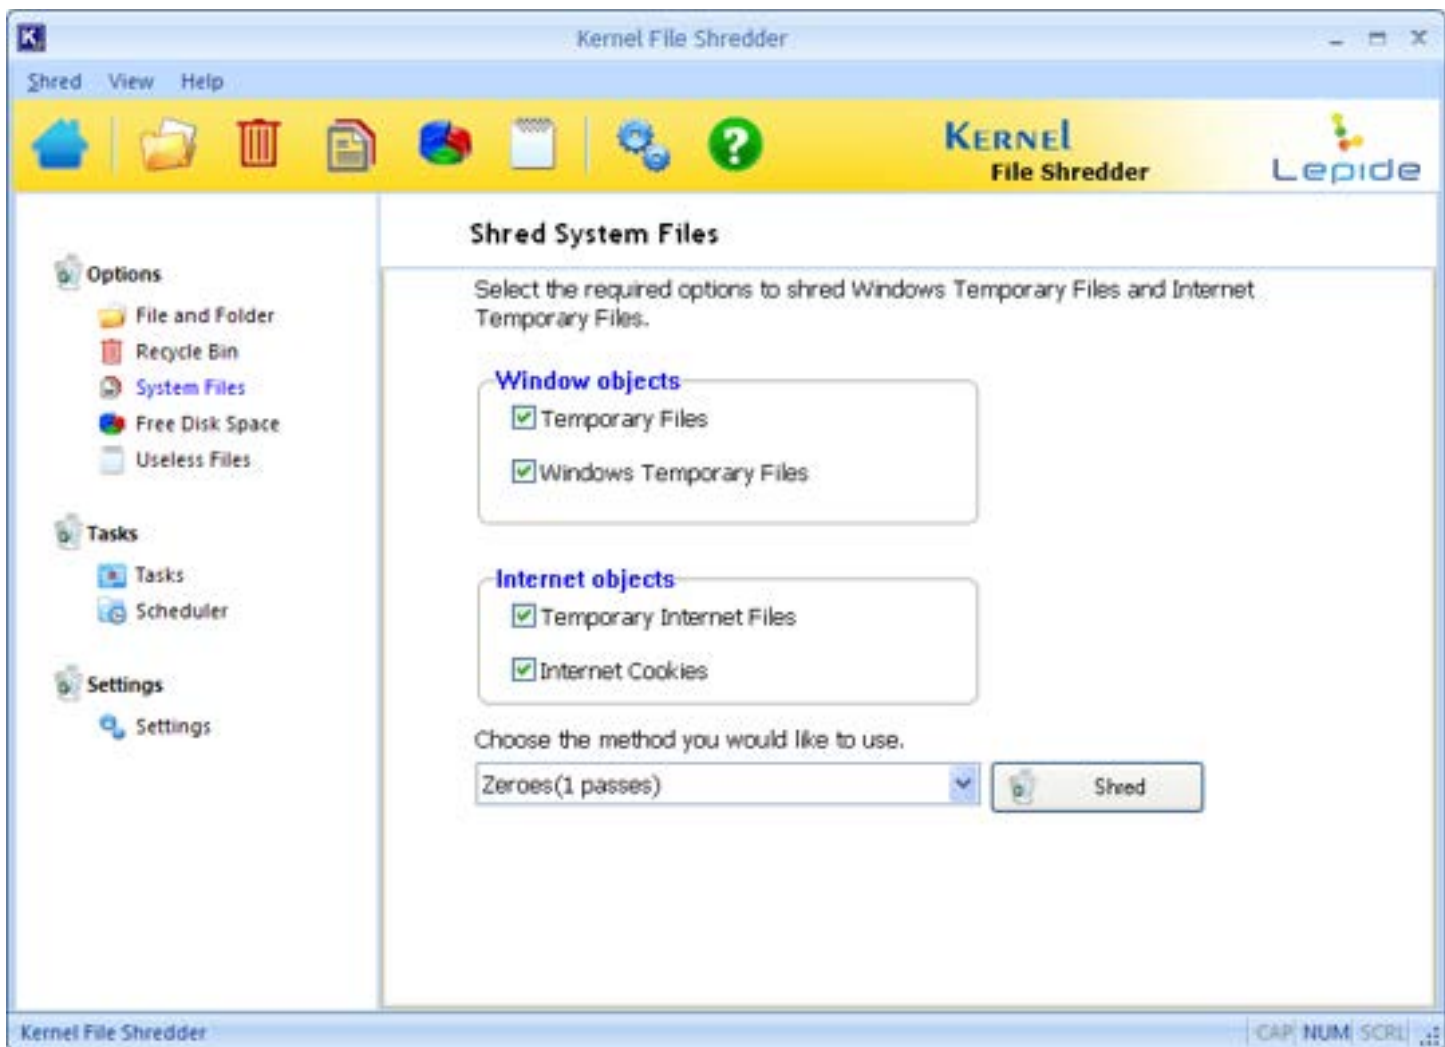 K
Kernel File Shredder
Shred View Help
KERNEL
File Shredder
Lepide
Options
File and Folder
Recycle Bin
System Files
Free Disk Space
Useless Files
Tasks
Tasks
Scheduler
Settings
Settings
Shred System Files
Select the required options to shred Windows Temporary Files and Internet
Temporary Files.
Window objects
Temporary Files
Windows Temporary Files
Internet objects
Temporary Internet Files
Internet Cookies
Choose the method you would like to use.
Zeroes(1 passes)
Shred
Kernel File Shredder
CAP NUM SCRL